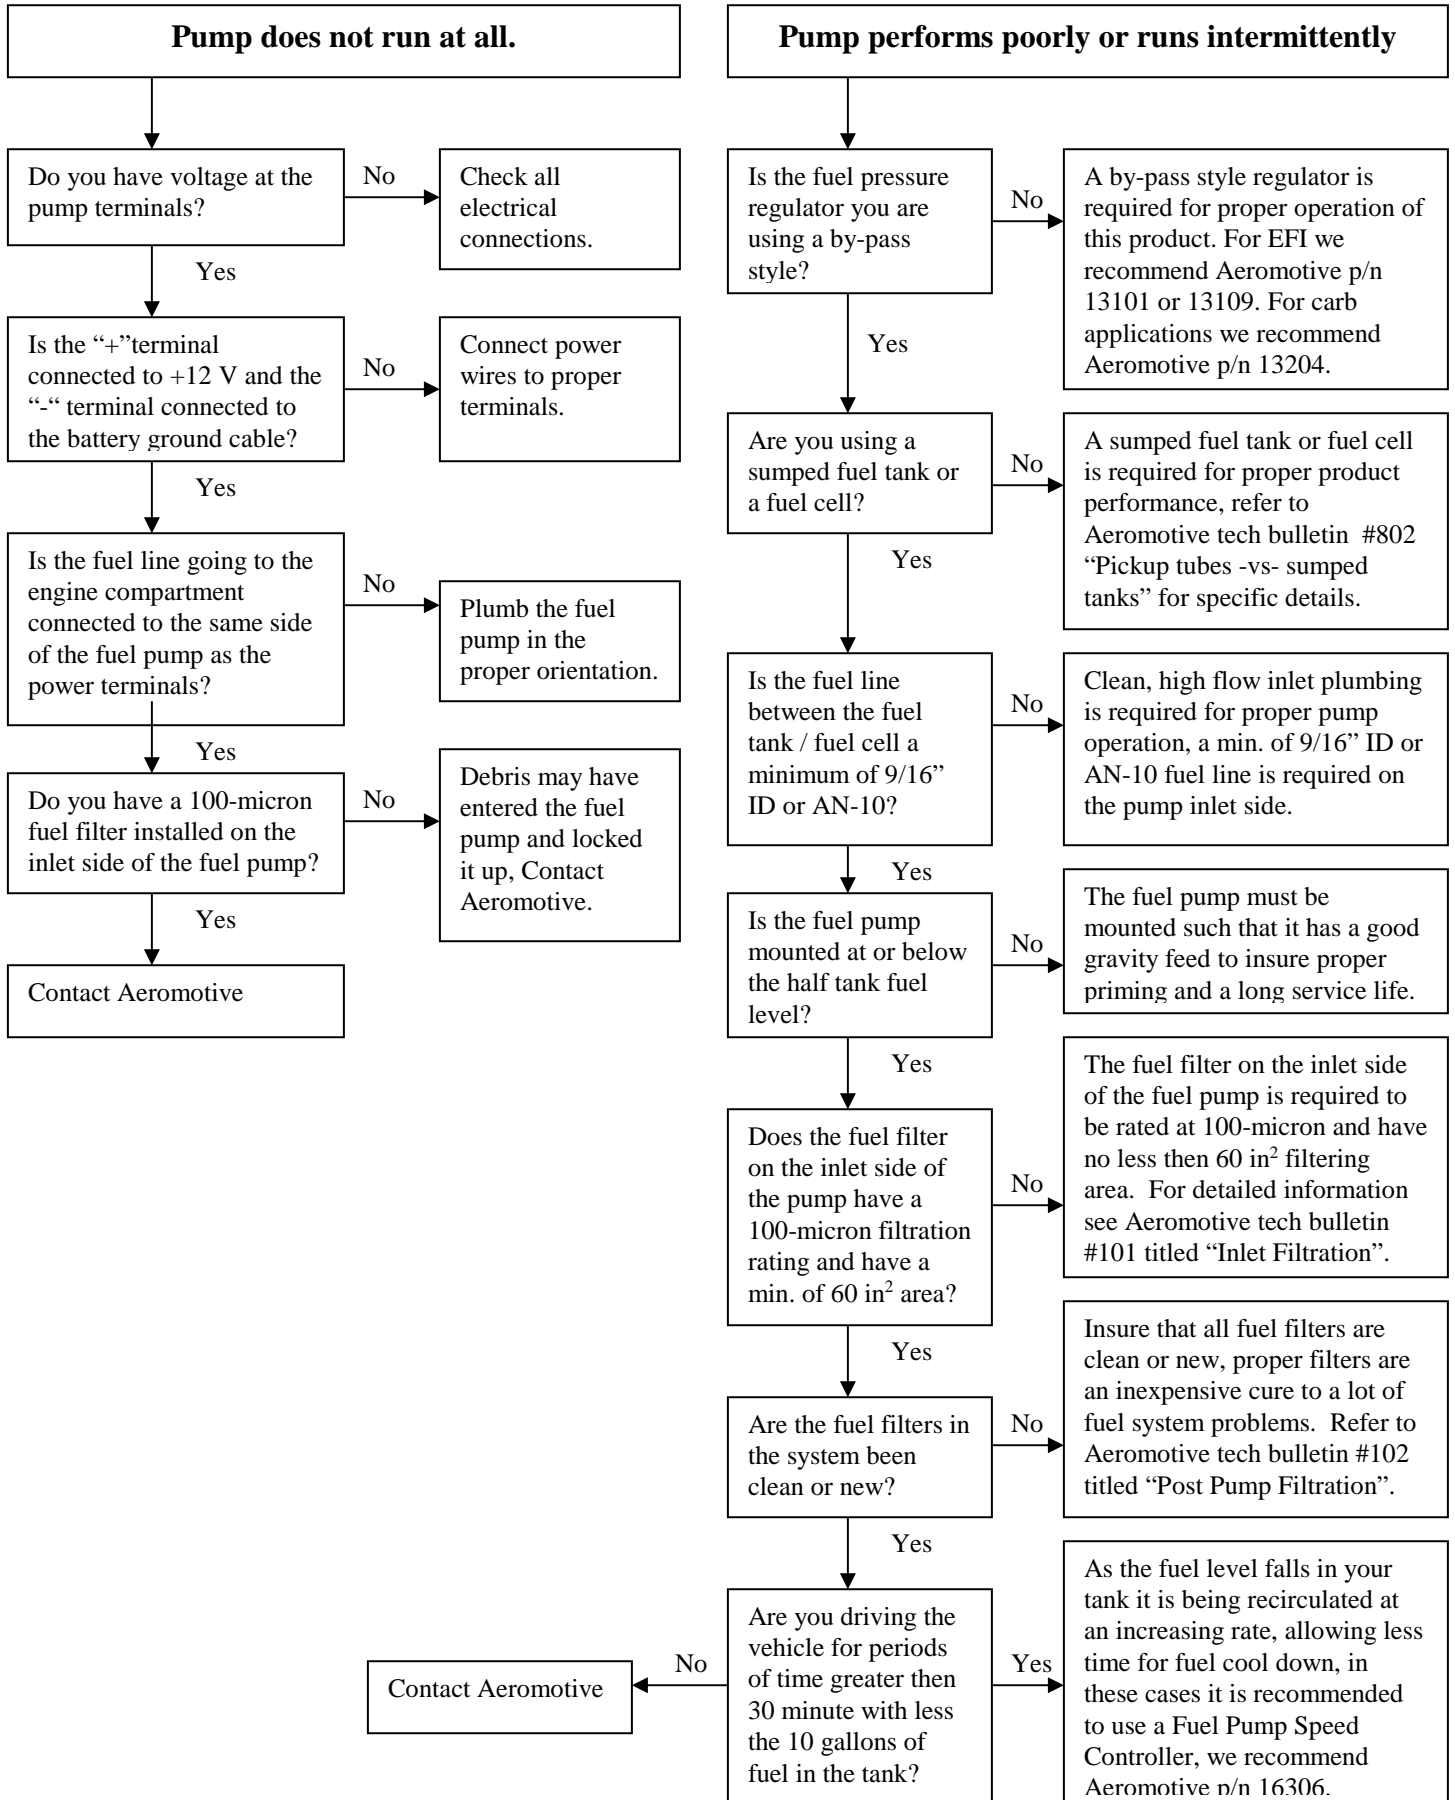 Pump does not run at all.
Do you have voltage at the
pump terminals?
No
Check all
electrical
connections.
Yes
Is the “+”terminal
connected to +12 V and the
“-“ terminal connected to
the battery ground cable?
No
Connect power
wires to proper
terminals.
Yes
Is the fuel line going to the
engine compartment
connected to the same side
of the fuel pump as the
power terminals?
No
Plumb the fuel
pump in the
proper orientation.
Yes
Do you have a 100-micron
fuel filter installed on the
inlet side of the fuel pump?
No
Debris may have
entered the fuel
pump and locked
it up, Contact
Aeromotive.
Yes
Contact Aeromotive
Pump performs poorly or runs intermittently
Is the fuel pressure
regulator you are
using a by-pass
style?
No
A by-pass style regulator is
required for proper operation of
this product. For EFI we
recommend Aeromotive p/n
13101 or 13109. For carb
applications we recommend
Aeromotive p/n 13204.
Yes
Are you using a
sumped fuel tank or
a fuel cell?
No
A sumped fuel tank or fuel cell
is required for proper product
performance, refer to
Aeromotive tech bulletin  #802
“Pickup tubes -vs- sumped
tanks” for specific details.
Yes
Is the fuel line
between the fuel
tank / fuel cell a
minimum of 9/16”
ID or AN-10?
No
Clean, high flow inlet plumbing
is required for proper pump
operation, a min. of 9/16” ID or
AN-10 fuel line is required on
the pump inlet side.
Yes
Is the fuel pump
mounted at or below
the half tank fuel
level?
No
The fuel pump must be
mounted such that it has a good
gravity feed to insure proper
priming and a long service life.
Yes
Does the fuel filter
on the inlet side of
the pump have a
100-micron filtration
rating and have a
min. of 60 in² area?
No
The fuel filter on the inlet side
of the fuel pump is required to
be rated at 100-micron and have
no less then 60 in² filtering
area.  For detailed information
see Aeromotive tech bulletin
#101 titled “Inlet Filtration”.
Yes
Are the fuel filters in
the system been
clean or new?
No
Insure that all fuel filters are
clean or new, proper filters are
an inexpensive cure to a lot of
fuel system problems.  Refer to
Aeromotive tech bulletin #102
titled “Post Pump Filtration”.
Yes
Are you driving the
vehicle for periods
of time greater then
30 minute with less
the 10 gallons of
fuel in the tank?
No
Contact Aeromotive
Yes
As the fuel level falls in your
tank it is being recirculated at
an increasing rate, allowing less
time for fuel cool down, in
these cases it is recommended
to use a Fuel Pump Speed
Controller, we recommend
Aeromotive p/n 16306.